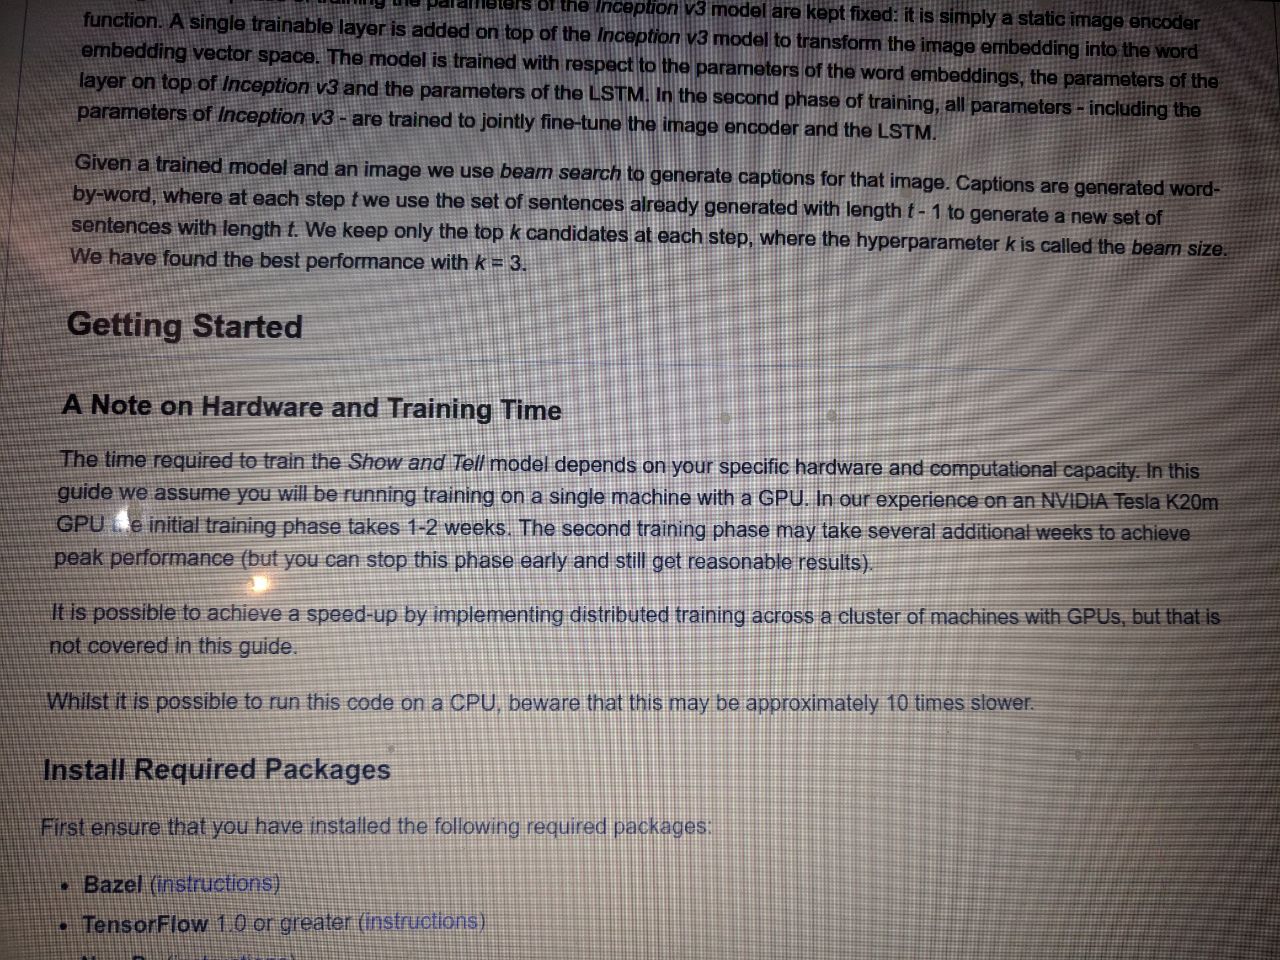 parameters of the Inception v3 model are kept fixed: it is simply a static image encoder
function. A single trainable layer is added on top of the Inception v3 model to transform the image embedding into the word
embedding vector space. The model is trained with respect to the parameters of the word embeddings, the parameters of the
layer on top of Inception v3 and the parameters of the LSTM. In the second phase of training, all parameters - including the
parameters of Inception v3 - are trained to jointly fine-tune the image encoder and the LSTM.
Given a trained model and an image we use beam search to generate captions for that image. Captions are generated word-
by-word, where at each step t we use the set of sentences already generated with length t - 1 to generate a new set of
sentences with length t. We keep only the top k candidates at each step, where the hyperparameter k is called the beam size.
We have found the best performance with k = 3.
Getting Started
A Note on Hardware and Training Time
The time required to train the Show and Tell model depends on your specific hardware and computational capacity. In this
guide we assume you will be running training on a single machine with a GPU. In our experience on an NVIDIA Tesla K20m
GPU initial training phase takes 1-2 weeks. The second training phase may take several additional weeks to achieve
peak performance (but you can stop this phase early and still get reasonable results).
It is possible to achieve a speed-up by implementing distributed training across a cluster of machines with GPUs, but that is
not covered in this guide.
Whilst it is possible to run this code on a CPU, beware that this may be approximately 10 times slower.
Install Required Packages
First ensure that you have installed the following required packages:
• Bazel (instructions)
• TensorFlow 1.0 or greater (instructions)